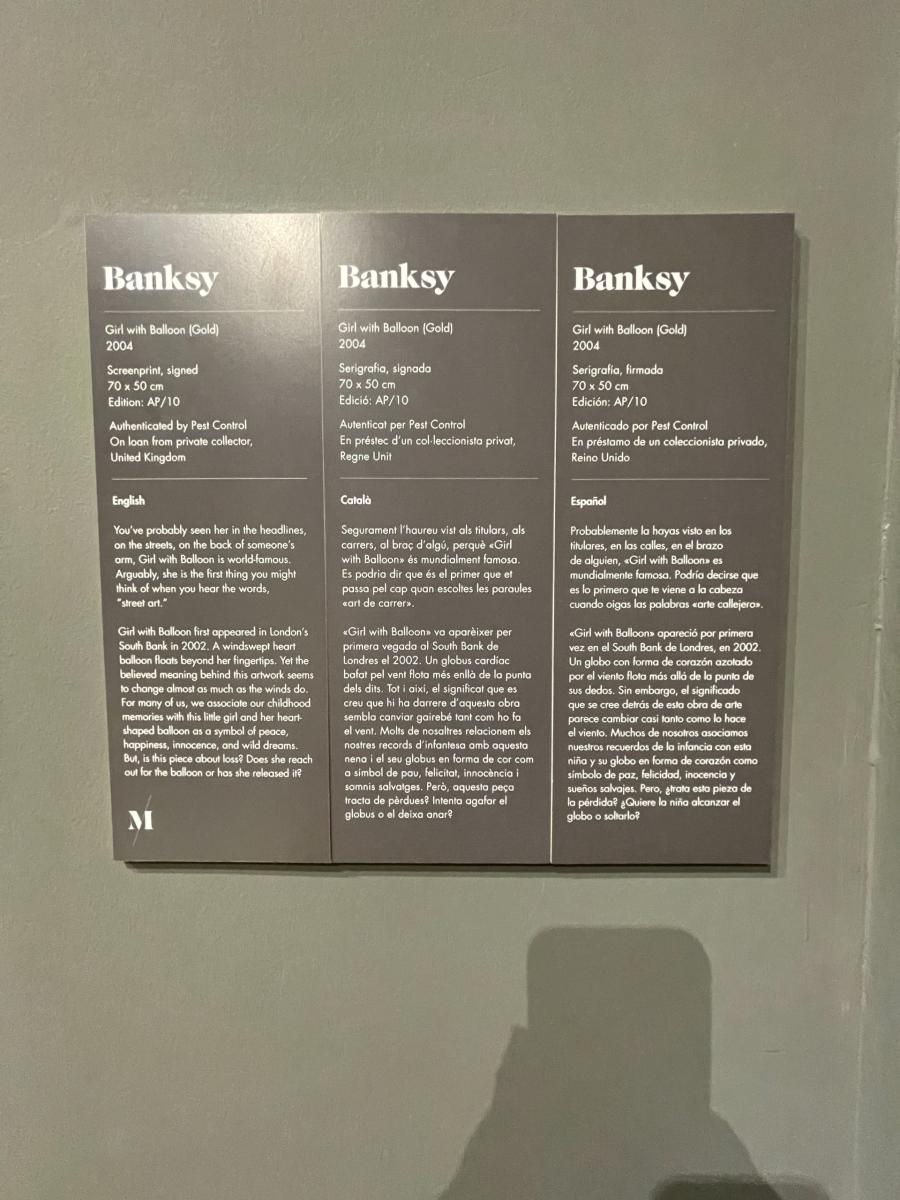 Banksy
Girl with Balloon (Gold)
2004
Screenprint, signed
70 x 50 cm
Edition: AP/10
Authenticated by Pest Control
On loan from private collector,
United Kingdom
English
You've probably seen her in the headlines,
on the streets, on the back of someone's
arm, Girl with Balloon is world-famous.
Arguably, she is the first thing you might
think of when you hear the words,
"street art."
Girl with Balloon first appeared in London's
South Bank in 2002. A windswept heart
balloon floats beyond her fingertips. Yet the
believed meaning behind this artwork seems
to change almost as much as the winds do.
For many of us, we associate our childhood
memories with this little girl and her heart-
shaped balloon as a symbol of peace,
happiness, innocence, and wild dreams.
But, is this piece about loss? Does she reach
out for the balloon or has she released it?
M
Banksy
Girl with Balloon (Gold)
2004
Serigrafia, signada
70 x 50 cm
Edició: AP/10
Autenticat per Pest Control
En préstec d'un col·leccionista privat,
Regne Unit
Català
Segurament l'haureu vist als titulars, als
carrers, al braç d'algú, perquè «Girl
with Balloon» és mundialment famosa.
Es podria dir que és el primer que et
passa pel cap quan escoltes les paraules
«art de carrer».
«Girl with Balloon» va aparèixer per
primera vegada al South Bank de
Londres el 2002. Un globus cardíac
bafat pel vent flota més enllà de la punta
dels dits. Tot i així, el significat que es
creu que hi ha darrere d'aquesta obra
sembla canviar gairebé tant com ho fa
el vent. Molts de nosaltres relacionem els
nostres records d'infantesa amb aquesta
nena i el seu globus en forma de cor com
a símbol de pau, felicitat, innocència i
somnis salvatges. Però, aquesta peça
tracta de pèrdues? Intenta agafar el
globus o el deixa anar?
Banksy
Girl with Balloon (Gold)
2004
Serigrafía, firmada
70 x 50 cm
Edición: AP/10
Autenticado por Pest Control
En préstamo de un coleccionista privado,
Reino Unido
Español
Probablemente la hayas visto en los
titulares, en las calles, en el brazo
de alguien, «Girl with Balloon» es
mundialmente famosa. Podría decirse que
es lo primero que te viene a la cabeza
cuando oigas las palabras «arte callejero».
«Girl with Balloon» apareció por primera
vez en el South Bank de Londres, en 2002.
Un globo con forma de corazón azotado
por el viento flota más allá de la punta de
sus dedos. Sin embargo, el significado
que se cree detrás de esta obra de arte
parece cambiar casi tanto como lo hace
el viento. Muchos de nosotros asociamos
nuestros recuerdos de la infancia con esta
niña y su globo en forma de corazón como
símbolo de paz, felicidad, inocencia y
sueños salvajes. Pero, ¿trata esta pieza de
la pérdida? ¿Quiere la niña alcanzar el
globo o soltarlo?